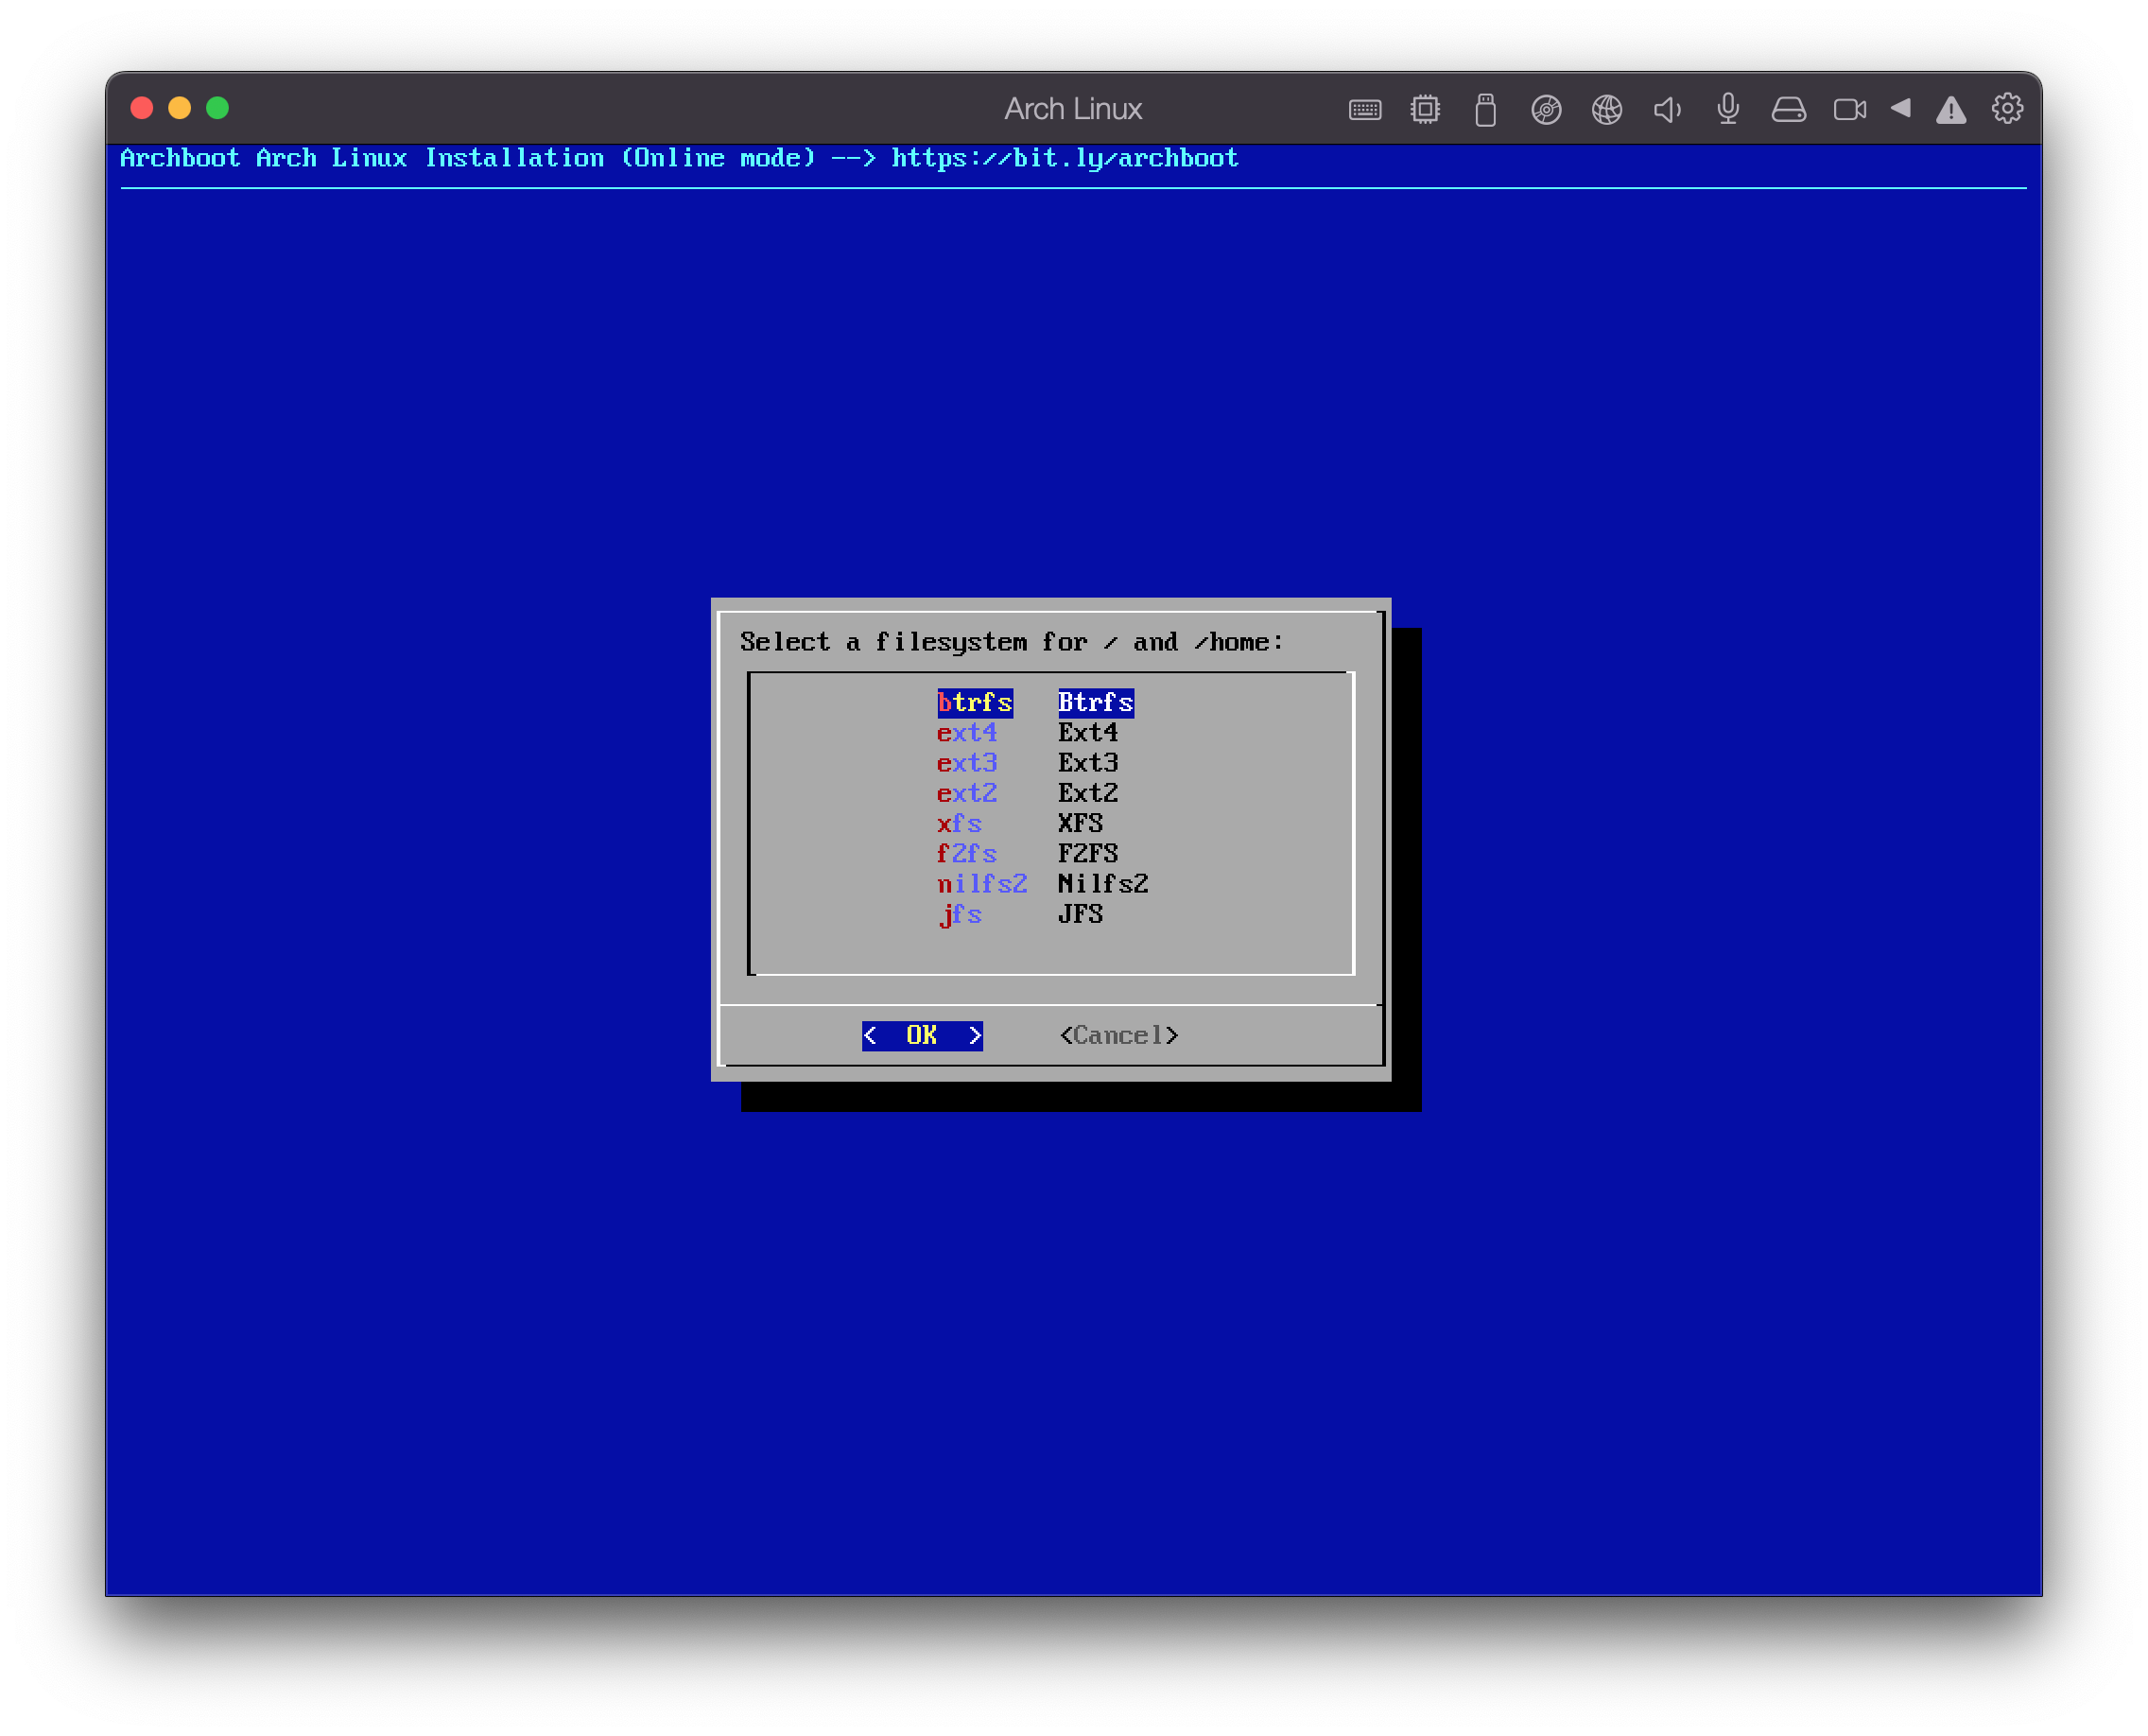 Arch Linux
Archboot Arch Linux Installation (Online mode) --> https://bit.ly/archboot
Select a filesystem for / and /home:
btrfs Btrfs
ext4 Ext4
ext3 Ext3
ext2 Ext2
xfs XFS
f2fs F2FS
nilfs2 Nilfs2
jfs JFS
< OK > <Cancel>